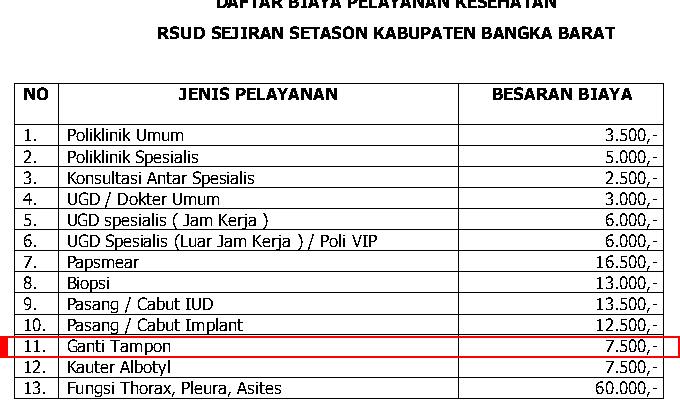 DAFTAR BIAYA PELAYANAN KESEHATAN
RSUD SEJIRAN SETASON KABUPATEN BANGKA BARAT
NO JENIS PELAYANAN BESARAN BIAYA
1. Poliklinik Umum 3.500,-
2. Poliklinik Spesialis 5.000,-
3. Konsultasi Antar Spesialis 2.500,-
4. UGD / Dokter Umum 3.000,-
5. UGD spesialis ( Jam Kerja ) 6.000,-
6. UGD Spesialis (Luar Jam Kerja ) / Poli VIP 6.000,-
7. Papsmear 16.500,-
8. Biopsi 13.000,-
9. Pasang / Cabut IUD 13.500,-
10. Pasang / Cabut Implant 12.500,-
11. Ganti Tampon 7.500,-
12. Kauter Albotyl 7.500,-
13. Fungsi Thorax, Pleura, Asites 60.000,-